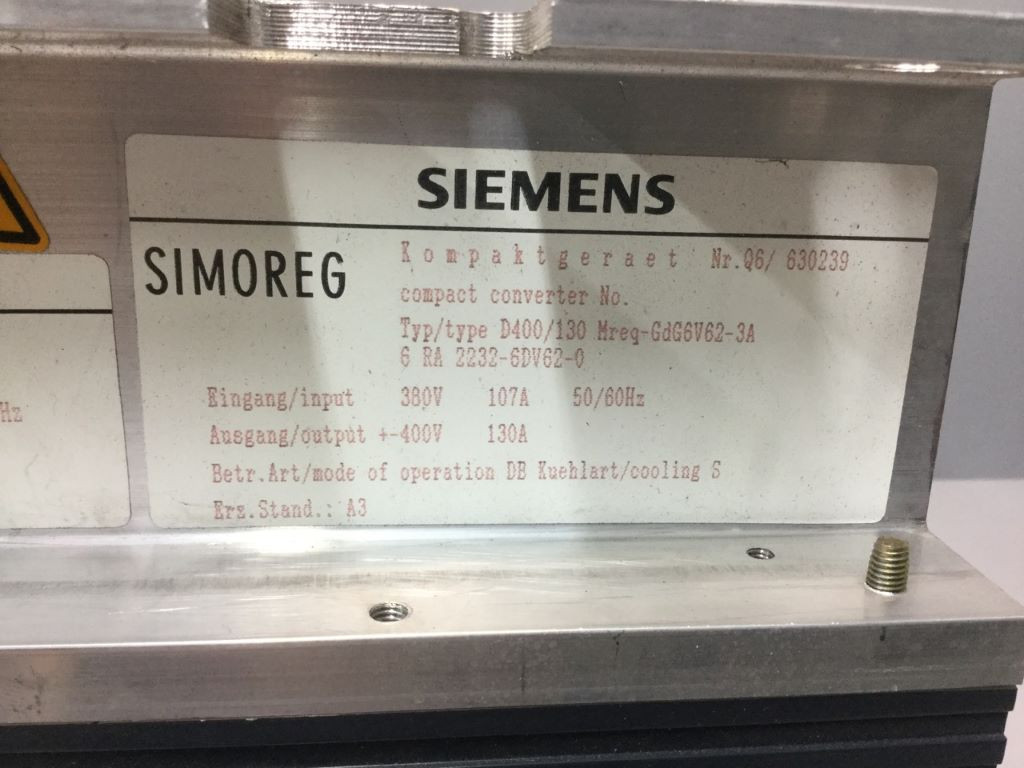 SIEMENS
SIMOREG
Kompaktgeraet Nr.Q6/ 630239
compact converter No.
Typ/type D400/130 Mreq-GdG6V62-3A
6 RA 2232-6DV62-0
Eingang/input 380V 107A 50/60Hz
Ausgang/output +-400V 130A
Betr.Art/mode of operation DB Kuehlart/cooling S
Erz.Stand.: A3
Hz